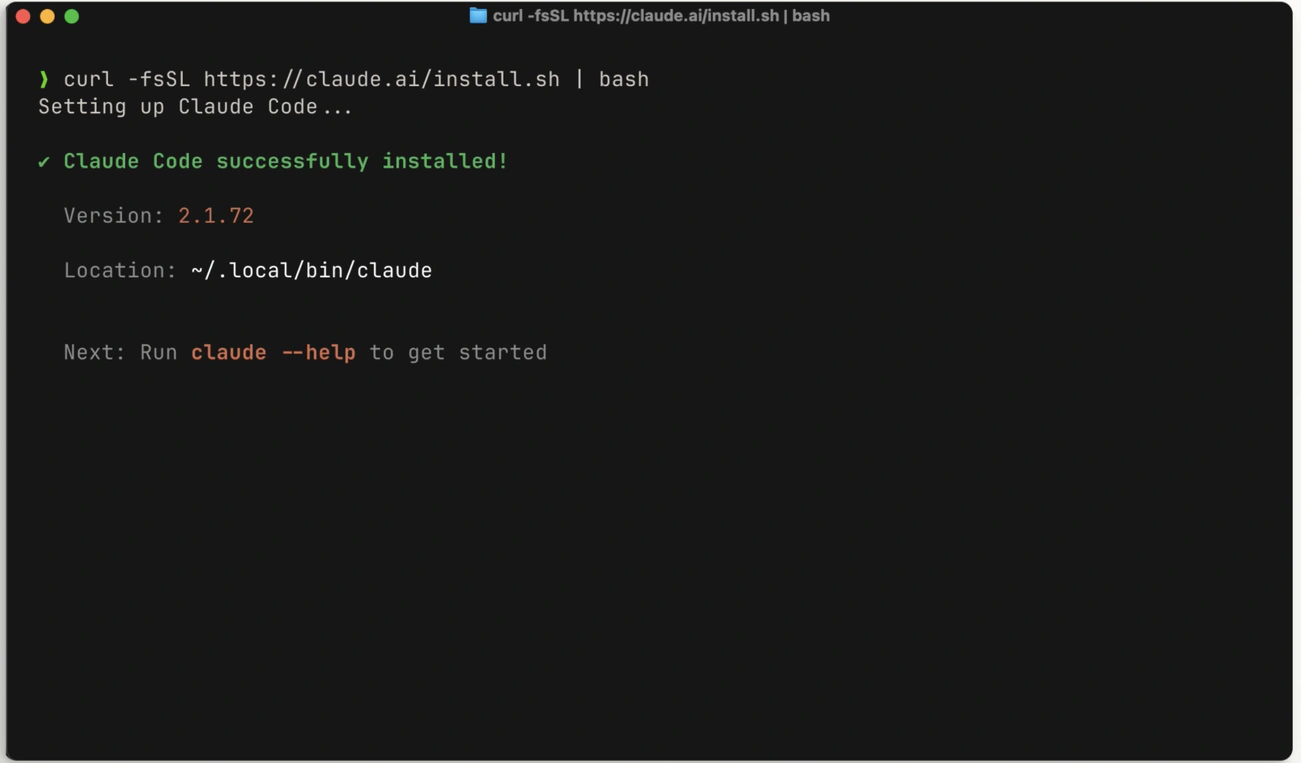 curl -fsSL https://claude.ai/install.sh | bash
❯ curl -fsSL https://claude.ai/install.sh | bash
Setting up Claude Code...
✔ Claude Code successfully installed!
Version: 2.1.72
Location: ~/.local/bin/claude
Next: Run claude --help to get started